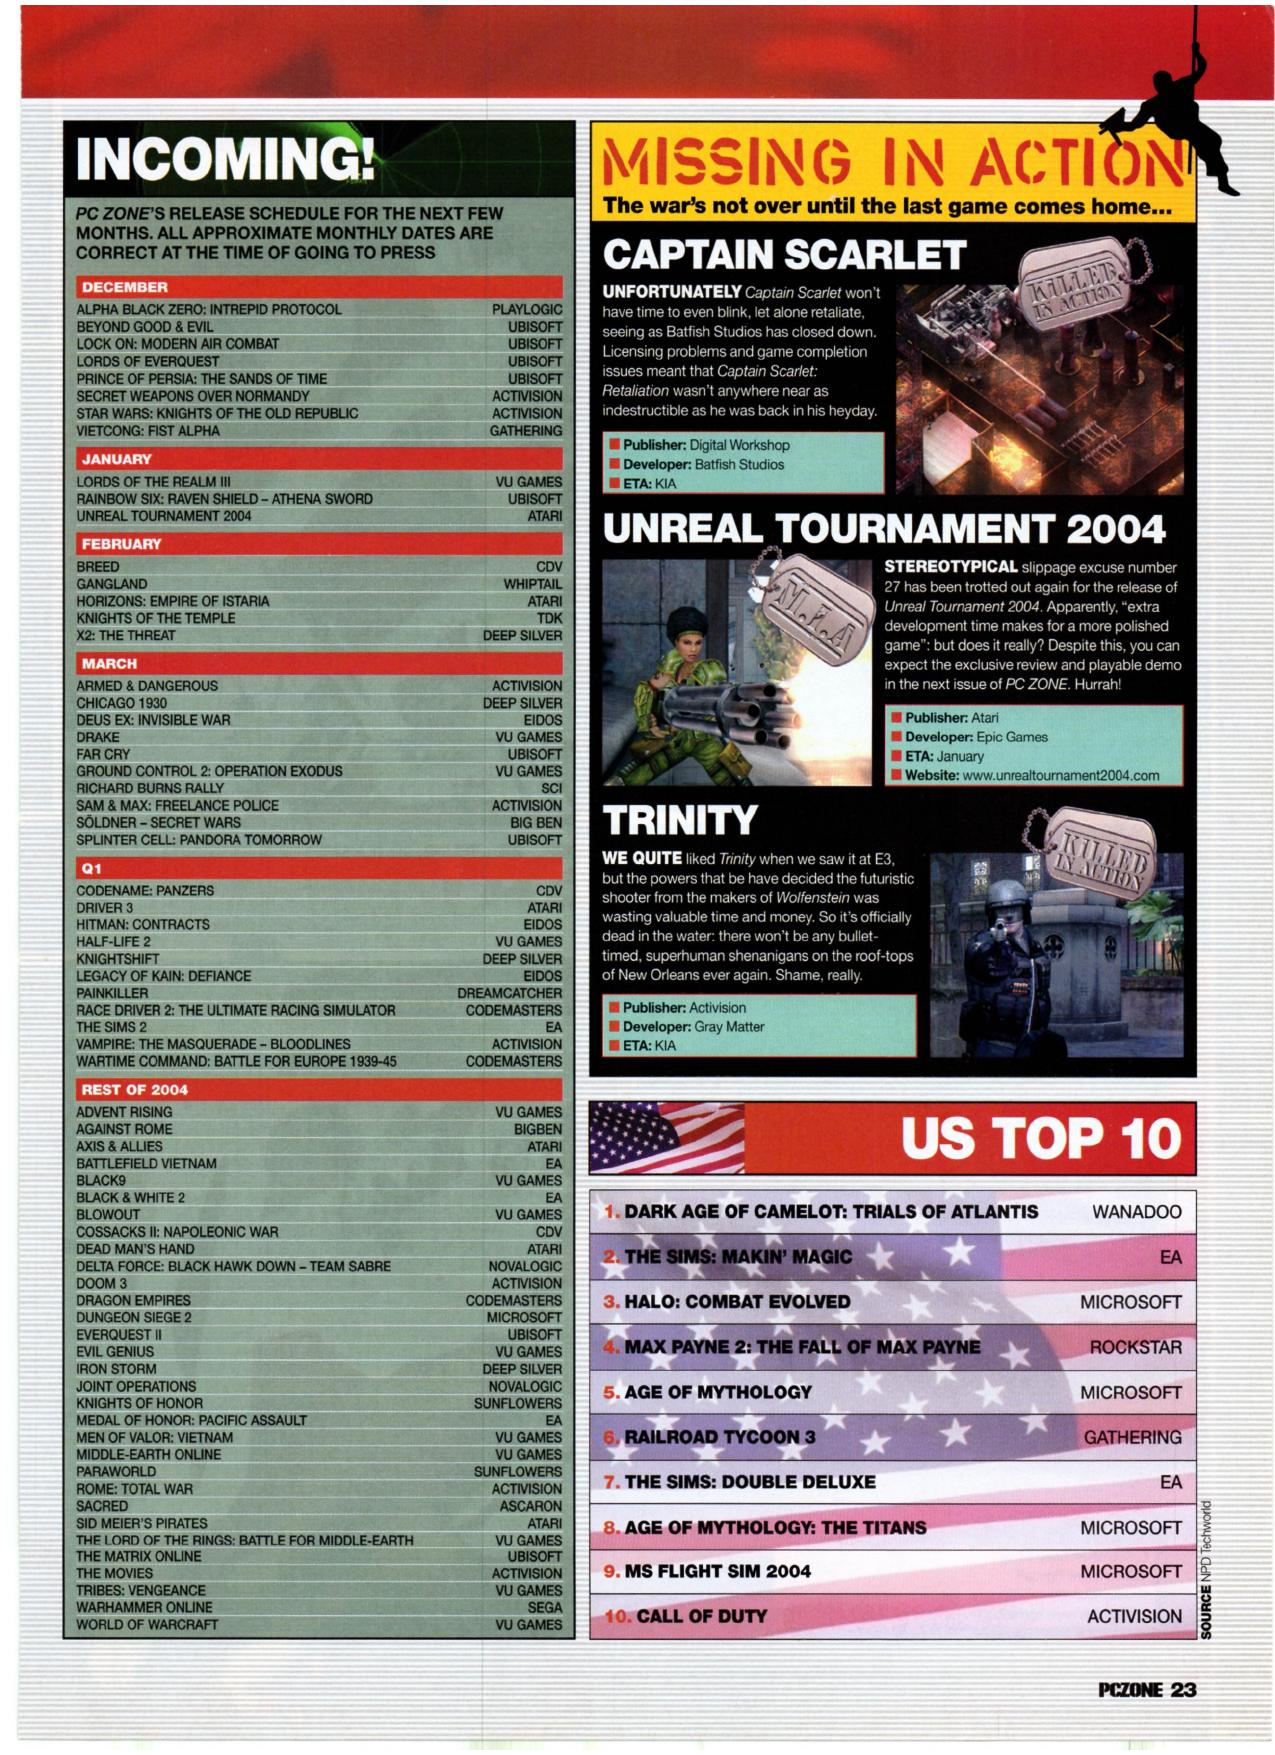 INCOMING!
PC ZONE'S RELEASE SCHEDULE FOR THE NEXT FEW
MONTHS. ALL APPROXIMATE MONTHLY DATES ARE
CORRECT AT THE TIME OF GOING TO PRESS
DECEMBER
ALPHA BLACK ZERO: INTREPID PROTOCOL PLAYLOGIC
BEYOND GOOD & EVIL UBISOFT
LOCK ON: MODERN AIR COMBAT UBISOFT
LORDS OF EVERQUEST UBISOFT
PRINCE OF PERSIA: THE SANDS OF TIME UBISOFT
SECRET WEAPONS OVER NORMANDY ACTIVISION
STAR WARS: KNIGHTS OF THE OLD REPUBLIC ACTIVISION
VIETCONG: FIST ALPHA GATHERING
JANUARY
LORDS OF THE REALM III VU GAMES
RAINBOW SIX: RAVEN SHIELD – ATHENA SWORD UBISOFT
UNREAL TOURNAMENT 2004 ATARI
FEBRUARY
BREED CDV
GANGLAND WHIPTAIL
HORIZONS: EMPIRE OF ISTARIA ATARI
KNIGHTS OF THE TEMPLE TDK
X2: THE THREAT DEEP SILVER
MARCH
ARMED & DANGEROUS ACTIVISION
CHICAGO 1930 DEEP SILVER
DEUS EX: INVISIBLE WAR EIDOS
DRAKE VU GAMES
FAR CRY UBISOFT
GROUND CONTROL 2: OPERATION EXODUS VU GAMES
RICHARD BURNS RALLY SCI
SAM & MAX: FREELANCE POLICE ACTIVISION
SÖLDNER – SECRET WARS BIG BEN
SPLINTER CELL: PANDORA TOMORROW UBISOFT
Q1
CODENAME: PANZERS CDV
DRIVER 3 ATARI
HITMAN: CONTRACTS EIDOS
HALF-LIFE 2 VU GAMES
KNIGHTSHIFT DEEP SILVER
LEGACY OF KAIN: DEFIANCE EIDOS
PAINKILLER DREAMCATCHER
RACE DRIVER 2: THE ULTIMATE RACING SIMULATOR CODEMASTERS
THE SIMS 2 EA
VAMPIRE: THE MASQUERADE – BLOODLINES ACTIVISION
WARTIME COMMAND: BATTLE FOR EUROPE 1939-45 CODEMASTERS
REST OF 2004
ADVENT RISING VU GAMES
AGAINST ROME BIGBEN
AXIS & ALLIES ATARI
BATTLEFIELD VIETNAM EA
BLACK9 VU GAMES
BLACK & WHITE 2 EA
BLOWOUT VU GAMES
COSSACKS II: NAPOLEONIC WAR CDV
DEAD MAN'S HAND ATARI
DELTA FORCE: BLACK HAWK DOWN – TEAM SABRE NOVALOGIC
DOOM 3 ACTIVISION
DRAGON EMPIRES CODEMASTERS
DUNGEON SIEGE 2 MICROSOFT
EVERQUEST II UBISOFT
EVIL GENIUS VU GAMES
IRON STORM DEEP SILVER
JOINT OPERATIONS NOVALOGIC
KNIGHTS OF HONOR SUNFLOWERS
MEDAL OF HONOR: PACIFIC ASSAULT EA
MEN OF VALOR: VIETNAM VU GAMES
MIDDLE-EARTH ONLINE VU GAMES
PARAWORLD SUNFLOWERS
ROME: TOTAL WAR ACTIVISION
SACRED ASCARON
SID MEIER'S PIRATES ATARI
THE LORD OF THE RINGS: BATTLE FOR MIDDLE-EARTH VU GAMES
THE MATRIX ONLINE UBISOFT
THE MOVIES ACTIVISION
TRIBES: VENGEANCE VU GAMES
WARHAMMER ONLINE SEGA
WORLD OF WARCRAFT VU GAMES
MISSING IN ACTION
The war's not over until the last game comes home...
CAPTAIN SCARLET
KILLED
IN ACTION
UNFORTUNATELY Captain Scarlet won't
have time to even blink, let alone retaliate,
seeing as Batfish Studios has closed down.
Licensing problems and game completion
issues meant that Captain Scarlet:
Retaliation wasn't anywhere near as
indestructible as he was back in his heyday.
Publisher: Digital Workshop
Developer: Batfish Studios
ETA: KIA
UNREAL TOURNAMENT 2004
M.I.A
STEREOTYPICAL slippage excuse number
27 has been trotted out again for the release of
Unreal Tournament 2004. Apparently, "extra
development time makes for a more polished
game": but does it really? Despite this, you can
expect the exclusive review and playable demo
in the next issue of PC ZONE. Hurrah!
Publisher: Atari
Developer: Epic Games
ETA: January
Website: www.unrealtournament2004.com
TRINITY
KILLED
IN ACTION
WE QUITE liked Trinity when we saw it at E3,
but the powers that be have decided the futuristic
shooter from the makers of Wolfenstein was
wasting valuable time and money. So it's officially
dead in the water: there won't be any bullet-
timed, superhuman shenanigans on the roof-tops
of New Orleans ever again. Shame, really.
Publisher: Activision
Developer: Gray Matter
ETA: KIA
US TOP 10
1. DARK AGE OF CAMELOT: TRIALS OF ATLANTIS WANADOO
2. THE SIMS: MAKIN' MAGIC EA
3. HALO: COMBAT EVOLVED MICROSOFT
4. MAX PAYNE 2: THE FALL OF MAX PAYNE ROCKSTAR
5. AGE OF MYTHOLOGY MICROSOFT
6. RAILROAD TYCOON 3 GATHERING
7. THE SIMS: DOUBLE DELUXE EA
8. AGE OF MYTHOLOGY: THE TITANS MICROSOFT
9. MS FLIGHT SIM 2004 MICROSOFT
10. CALL OF DUTY ACTIVISION
SOURCE NPD Techworld
PCZONE 23